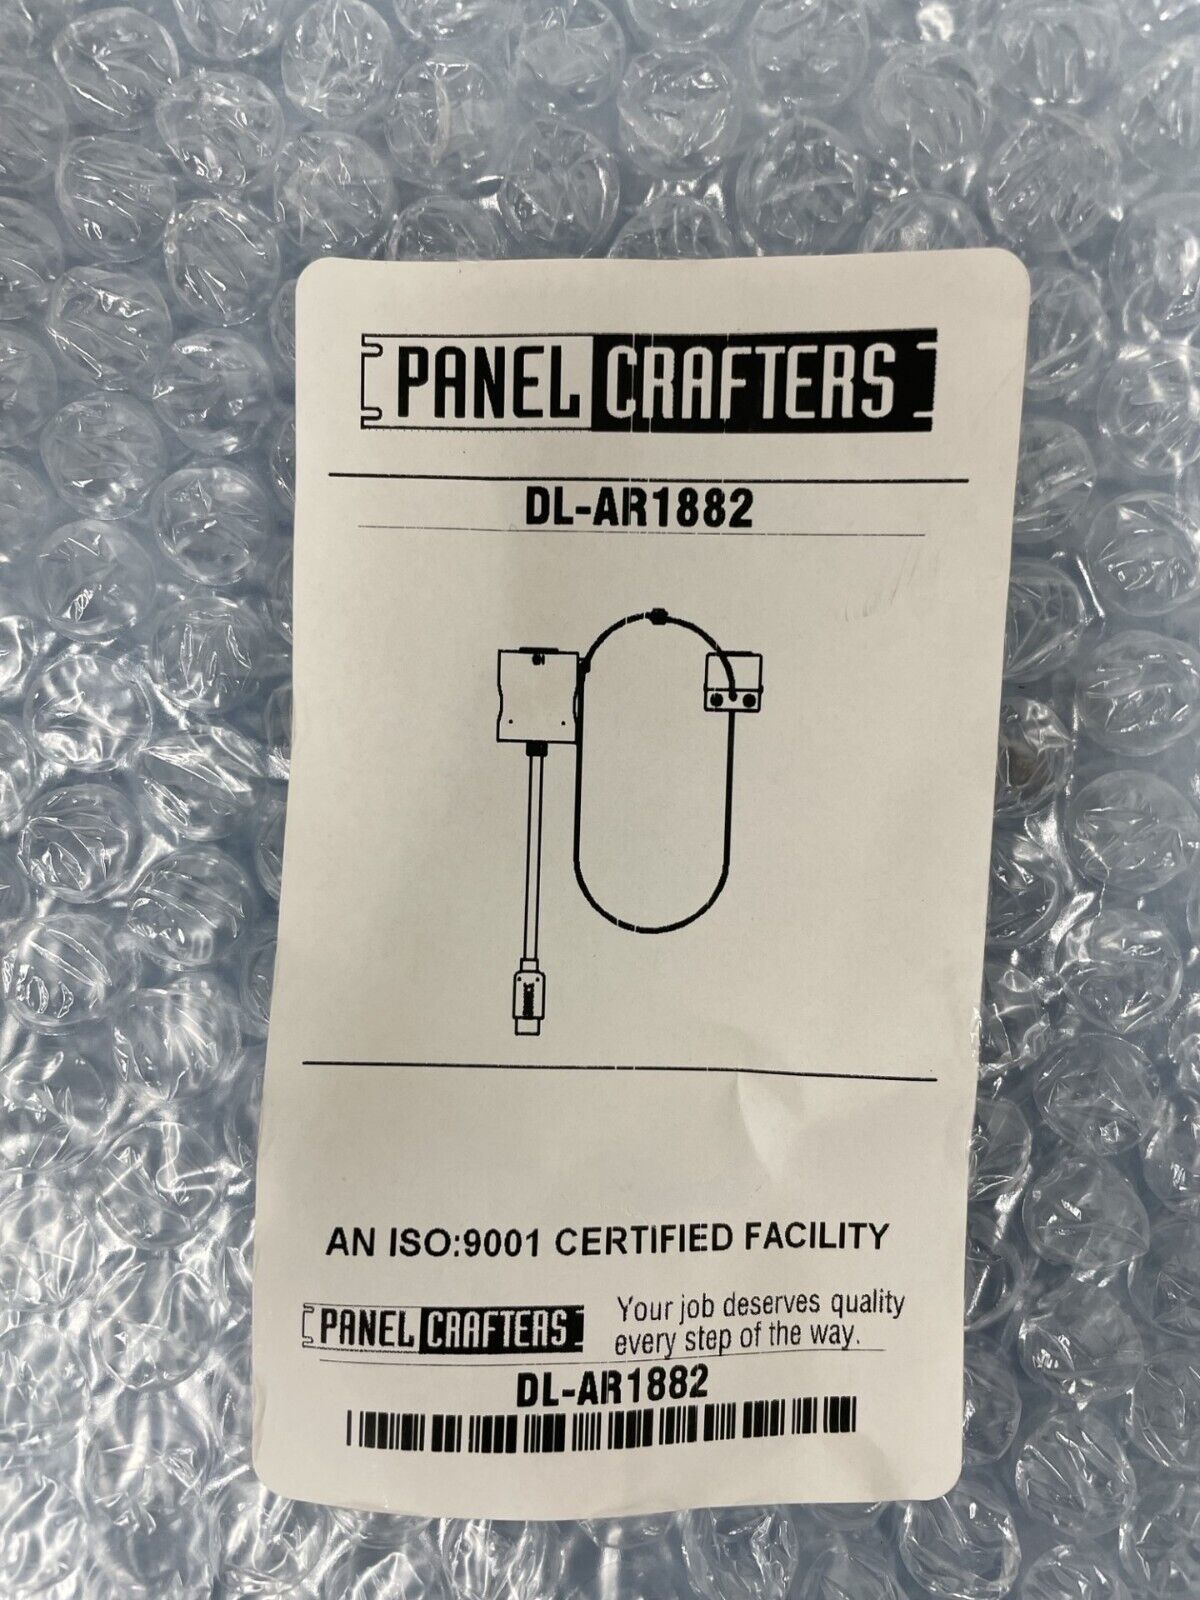 PANEL CRAFTERS
DL-AR1882
AN ISO:9001 CERTIFIED FACILITY
PANEL CRAFTERS
Your job deserves quality
every step of the way.
DL-AR1882